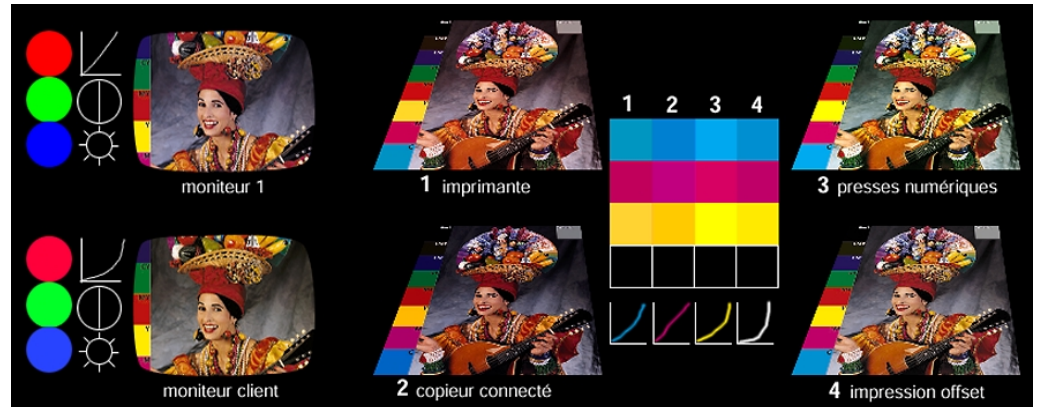 moniteur 1
1 imprimante
1 2 3 4
3 presses numériques
moniteur client
2 copieur connecté
4 impression offset